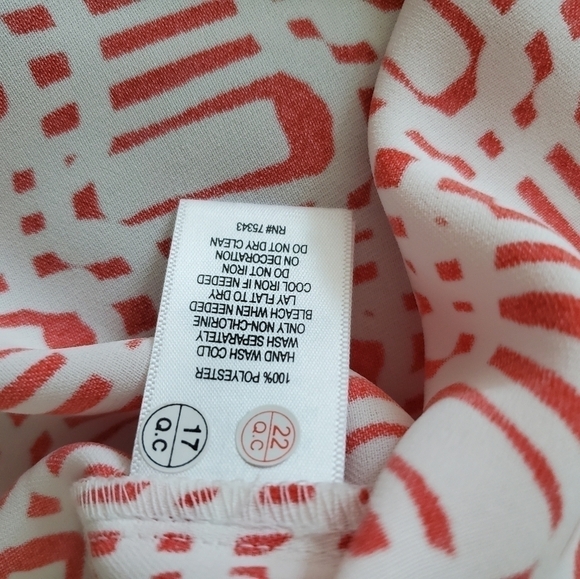 100% POLYESTER
HAND WASH COLD
WASH SEPARATELY
ONLY NON-CHLORINE
BLEACH WHEN NEEDED
LAY FLAT TO DRY
COOL IRON IF NEEDED
DO NOT IRON
ON DECORATION
DO NOT DRY CLEAN
RN# 75343
22
Q.C
17
Q.C